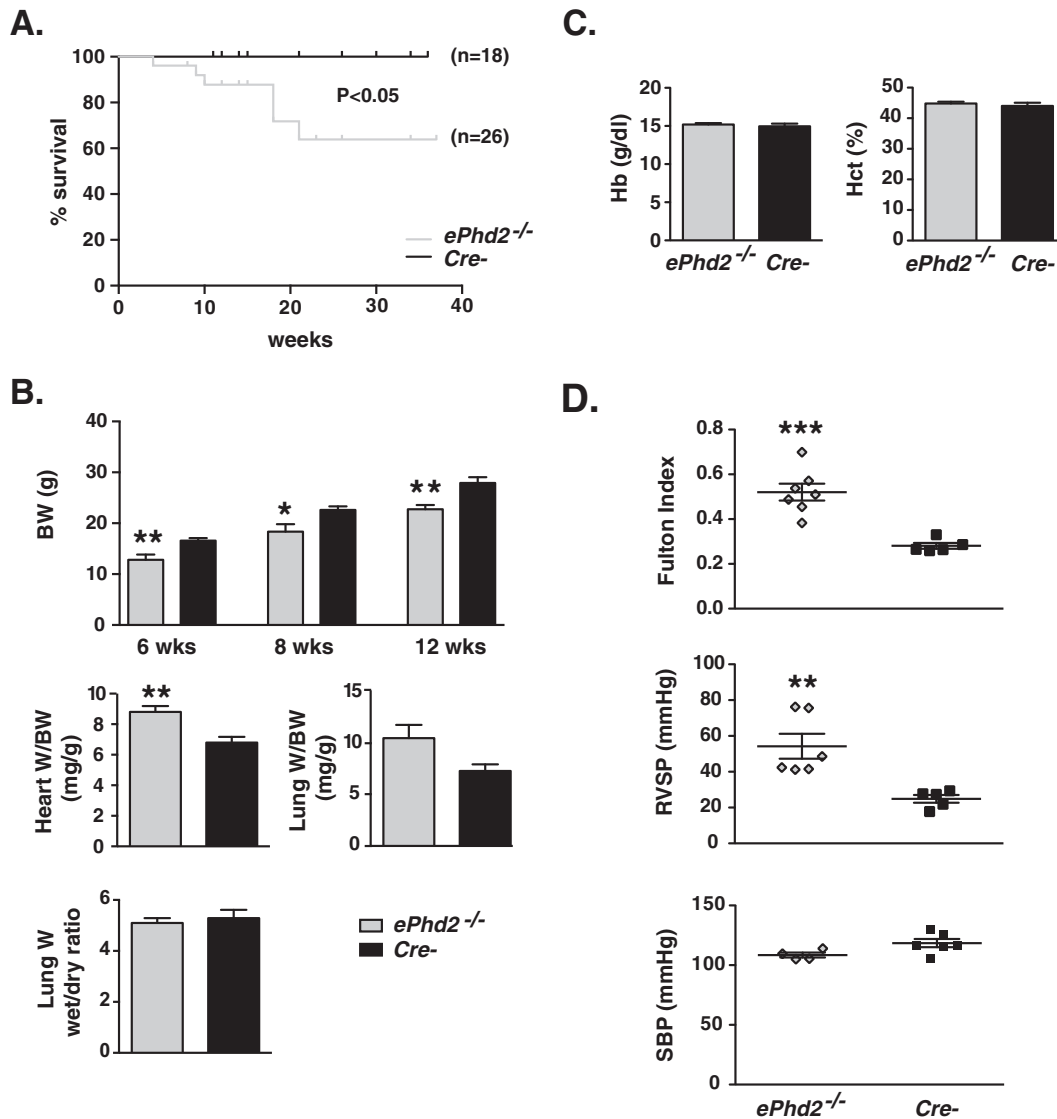 A.
% survival
100
80
60
40
20
0
(n=18)
P<0.05
(n=26)
ePhd2-/-
Cre-
0 10 20 30 40
weeks
B.
BW (g)
40
30
20
10
0
**
*
**
6 wks 8 wks 12 wks
Heart W/BW
(mg/g)
10
8
6
4
2
0
**
Lung W/BW
(mg/g)
15
10
5
0
Lung W
wet/dry ratio
6
4
2
0
ePhd2-/-
Cre-
C.
Hb (g/dl)
20
15
10
5
0
ePhd2-/- Cre-
Hct (%)
50
40
30
20
10
0
ePhd2-/- Cre-
D.
Fulton Index
0.8
0.6
0.4
0.2
0.0
***
RVSP (mmHg)
100
80
60
40
20
0
**
SBP (mmHg)
150
100
50
0
ePhd2-/- Cre-